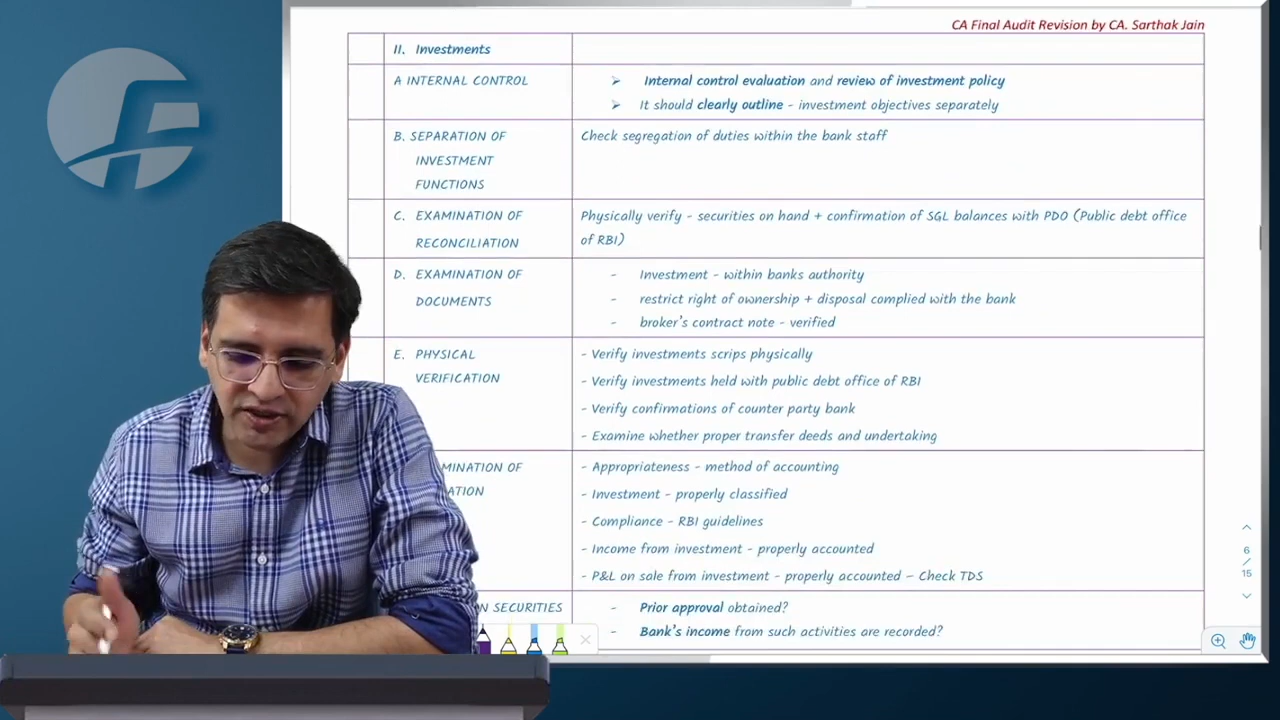 CA Final Audit Revision by CA. Sarthak Jain
II. Investments
A INTERNAL CONTROL
➢ Internal control evaluation and review of investment policy
➢ It should clearly outline - investment objectives separately
B. SEPARATION OF
INVESTMENT
FUNCTIONS
Check segregation of duties within the bank staff
C. EXAMINATION OF
RECONCILIATION
Physically verify - securities on hand + confirmation of SGL balances with PDO (Public debt office
of RBI)
D. EXAMINATION OF
DOCUMENTS
- Investment - within banks authority
- restrict right of ownership + disposal complied with the bank
- broker's contract note - verified
E. PHYSICAL
VERIFICATION
- Verify investments scrips physically
- Verify investments held with public debt office of RBI
- Verify confirmations of counter party bank
- Examine whether proper transfer deeds and undertaking
MINATION OF
ATION
- Appropriateness - method of accounting
- Investment - properly classified
- Compliance - RBI guidelines
- Income from investment - properly accounted
- P&L on sale from investment - properly accounted – Check TDS
N SECURITIES
- Prior approval obtained?
- Bank's income from such activities are recorded?
6
/
15